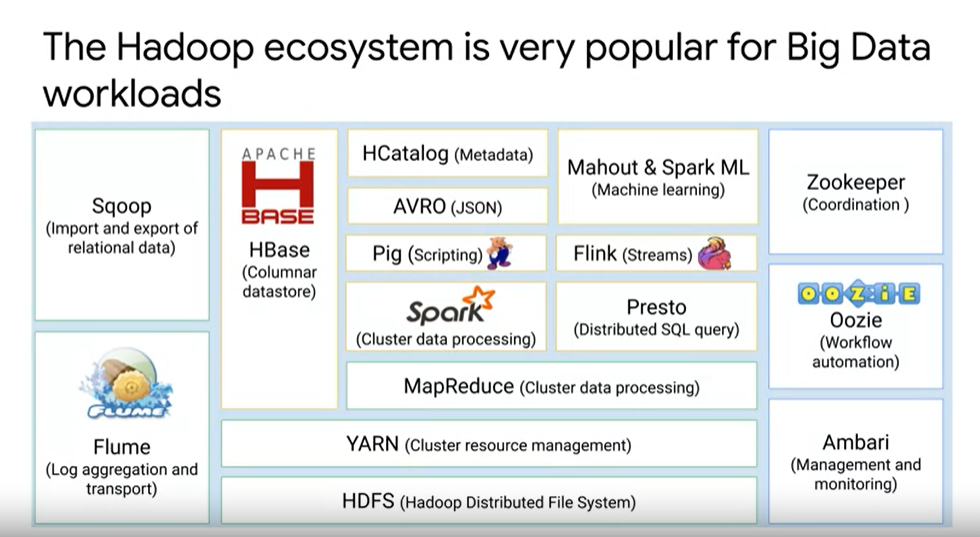 The Hadoop ecosystem is very popular for Big Data
workloads
Sqoop
(Import and export of
relational data)
FLUME
Flume
(Log aggregation and
transport)
APACHE
H
BASE
HBase
(Columnar
datastore)
HCatalog (Metadata)
AVRO (JSON)
Pig (Scripting)
Spark
(Cluster data processing)
Mahout & Spark ML
(Machine learning)
Flink (Streams)
Presto
(Distributed SQL query)
MapReduce (Cluster data processing)
YARN (Cluster resource management)
HDFS (Hadoop Distributed File System)
Zookeeper
(Coordination )
OOZIE
Oozie
(Workflow
automation)
Ambari
(Management and
monitoring)